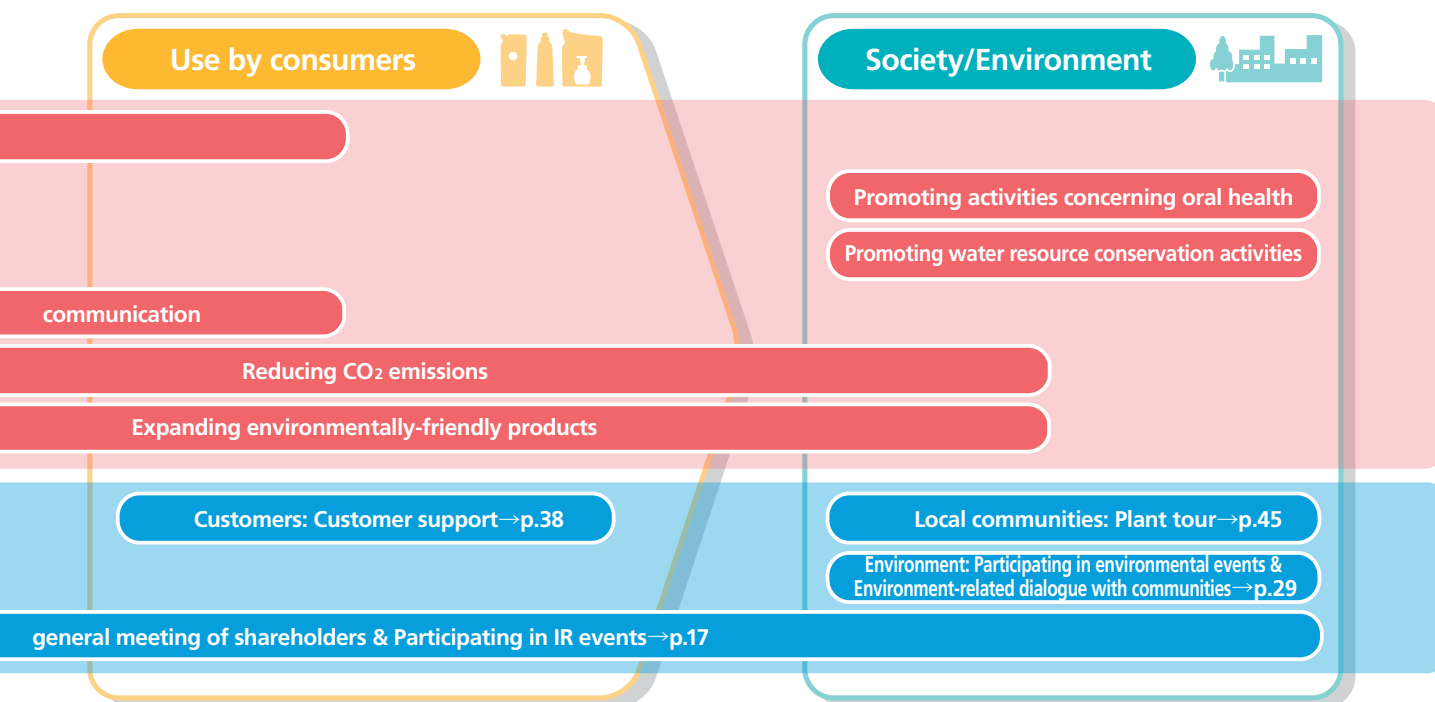 Use by consumers
Society/Environment
Promoting activities concerning oral health
Promoting water resource conservation activities
communication
Reducing CO₂ emissions
Expanding environmentally-friendly products
Customers: Customer support→p.38
Local communities: Plant tour→p.45
Environment: Participating in environmental events &
Environment-related dialogue with communities→p.29
general meeting of shareholders & Participating in IR events→p.17